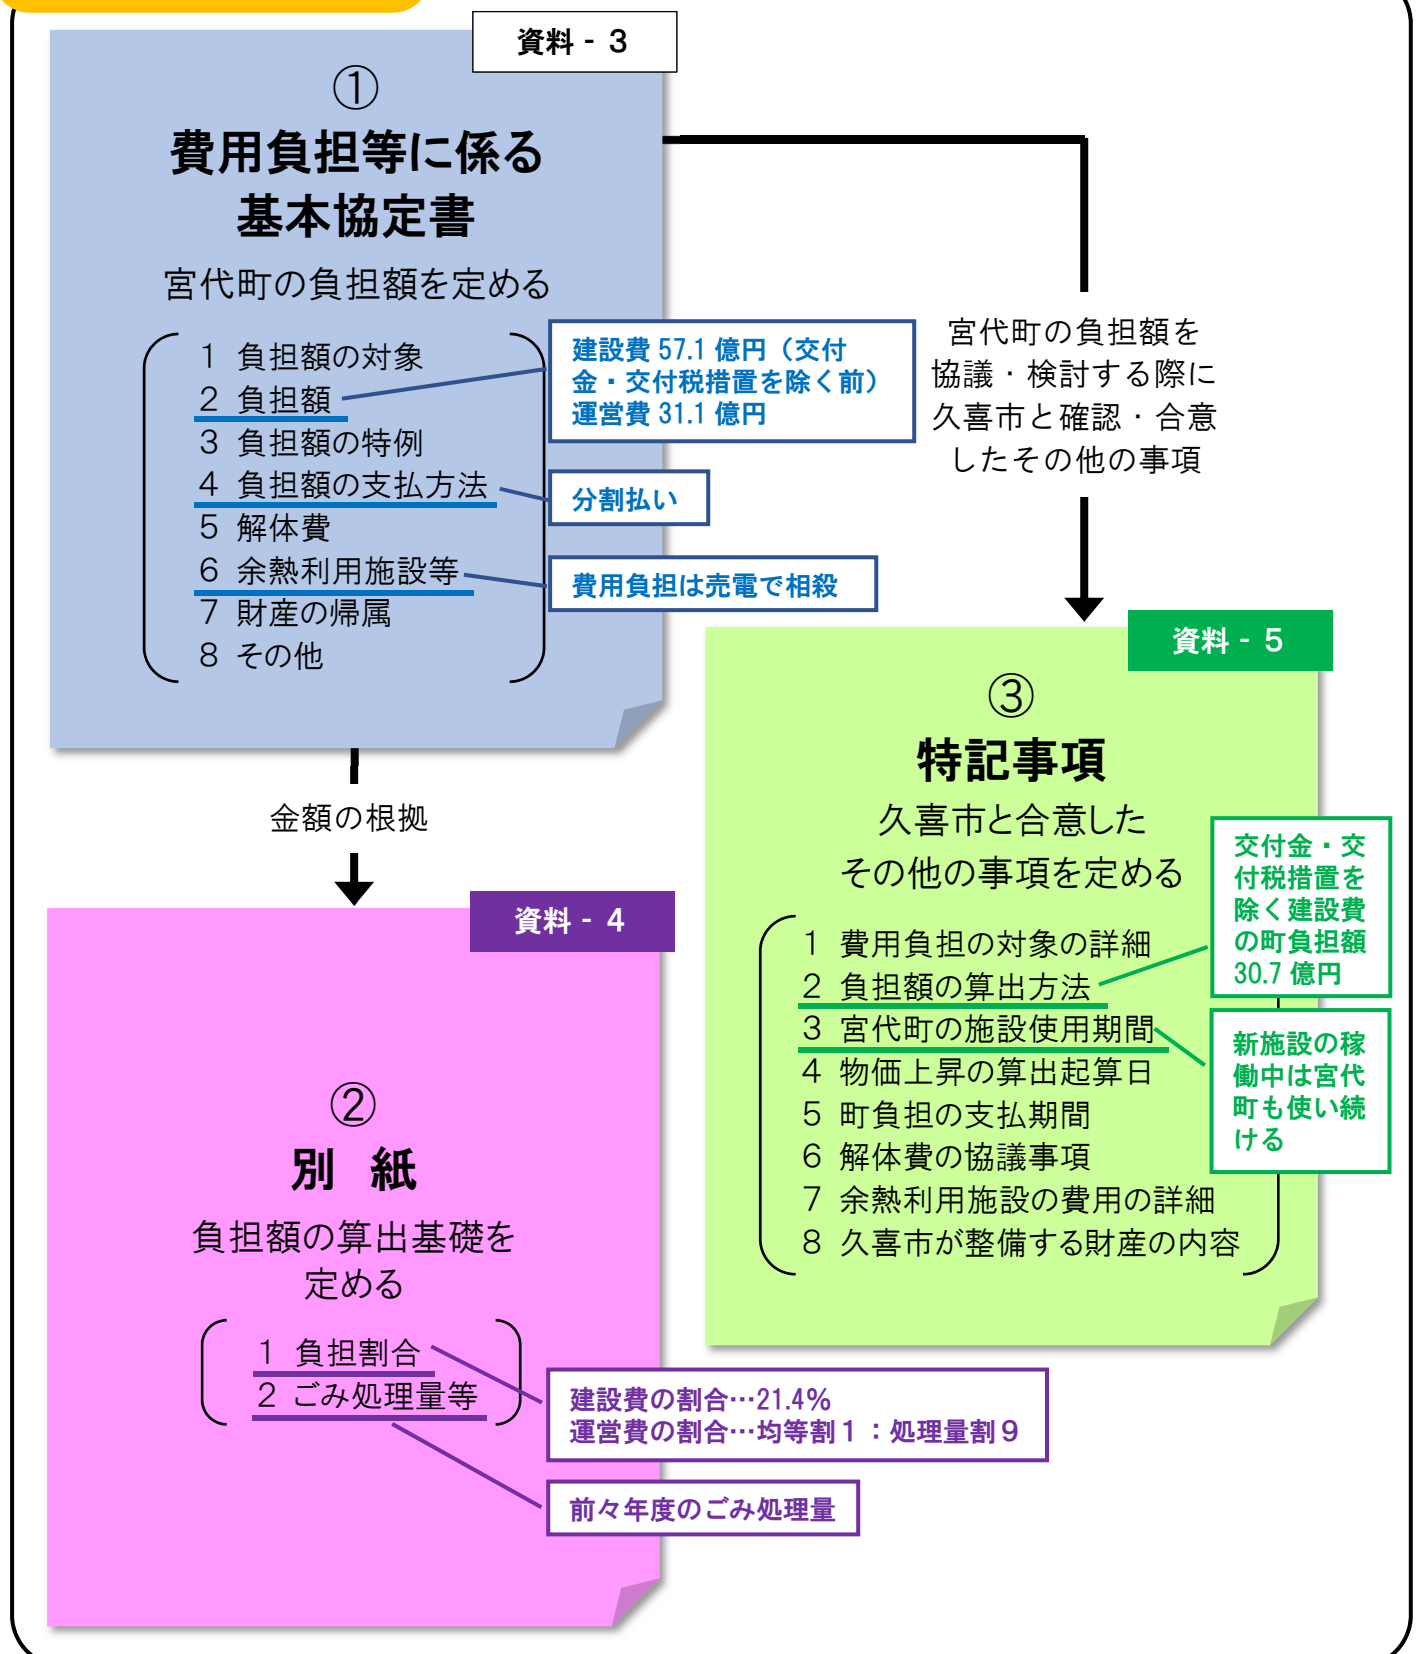 資料‐３
①
費用負担等に係る
基本協定書
宮代町の負担額を定める
１ 負担額の対象
２ 負担額
３ 負担額の特例
４ 負担額の支払方法
５ 解体費
６ 余熱利用施設等
７ 財産の帰属
８ その他
建設費 57.1 億円（交付
金・交付税措置を除く前）
運営費 31.1 億円
分割払い
費用負担は売電で相殺
宮代町の負担額を
協議・検討する際に
久喜市と確認・合意
したその他の事項
金額の根拠
資料‐５
③
特記事項
久喜市と合意した
その他の事項を定める
１ 費用負担の対象の詳細
２ 負担額の算出方法
３ 宮代町の施設使用期間
４ 物価上昇の算出起算日
５ 町負担の支払期間
６ 解体費の協議事項
７ 余熱利用施設の費用の詳細
８ 久喜市が整備する財産の内容
交付金・交
付税措置を
除く建設費
の町負担額
30.7 億円
新施設の稼
働中は宮代
町も使い続
ける
資料‐４
②
別　紙
負担額の算出基礎を
定める
１ 負担割合
２ ごみ処理量等
建設費の割合…21.4％
運営費の割合…均等割１：処理量割９
前々年度のごみ処理量